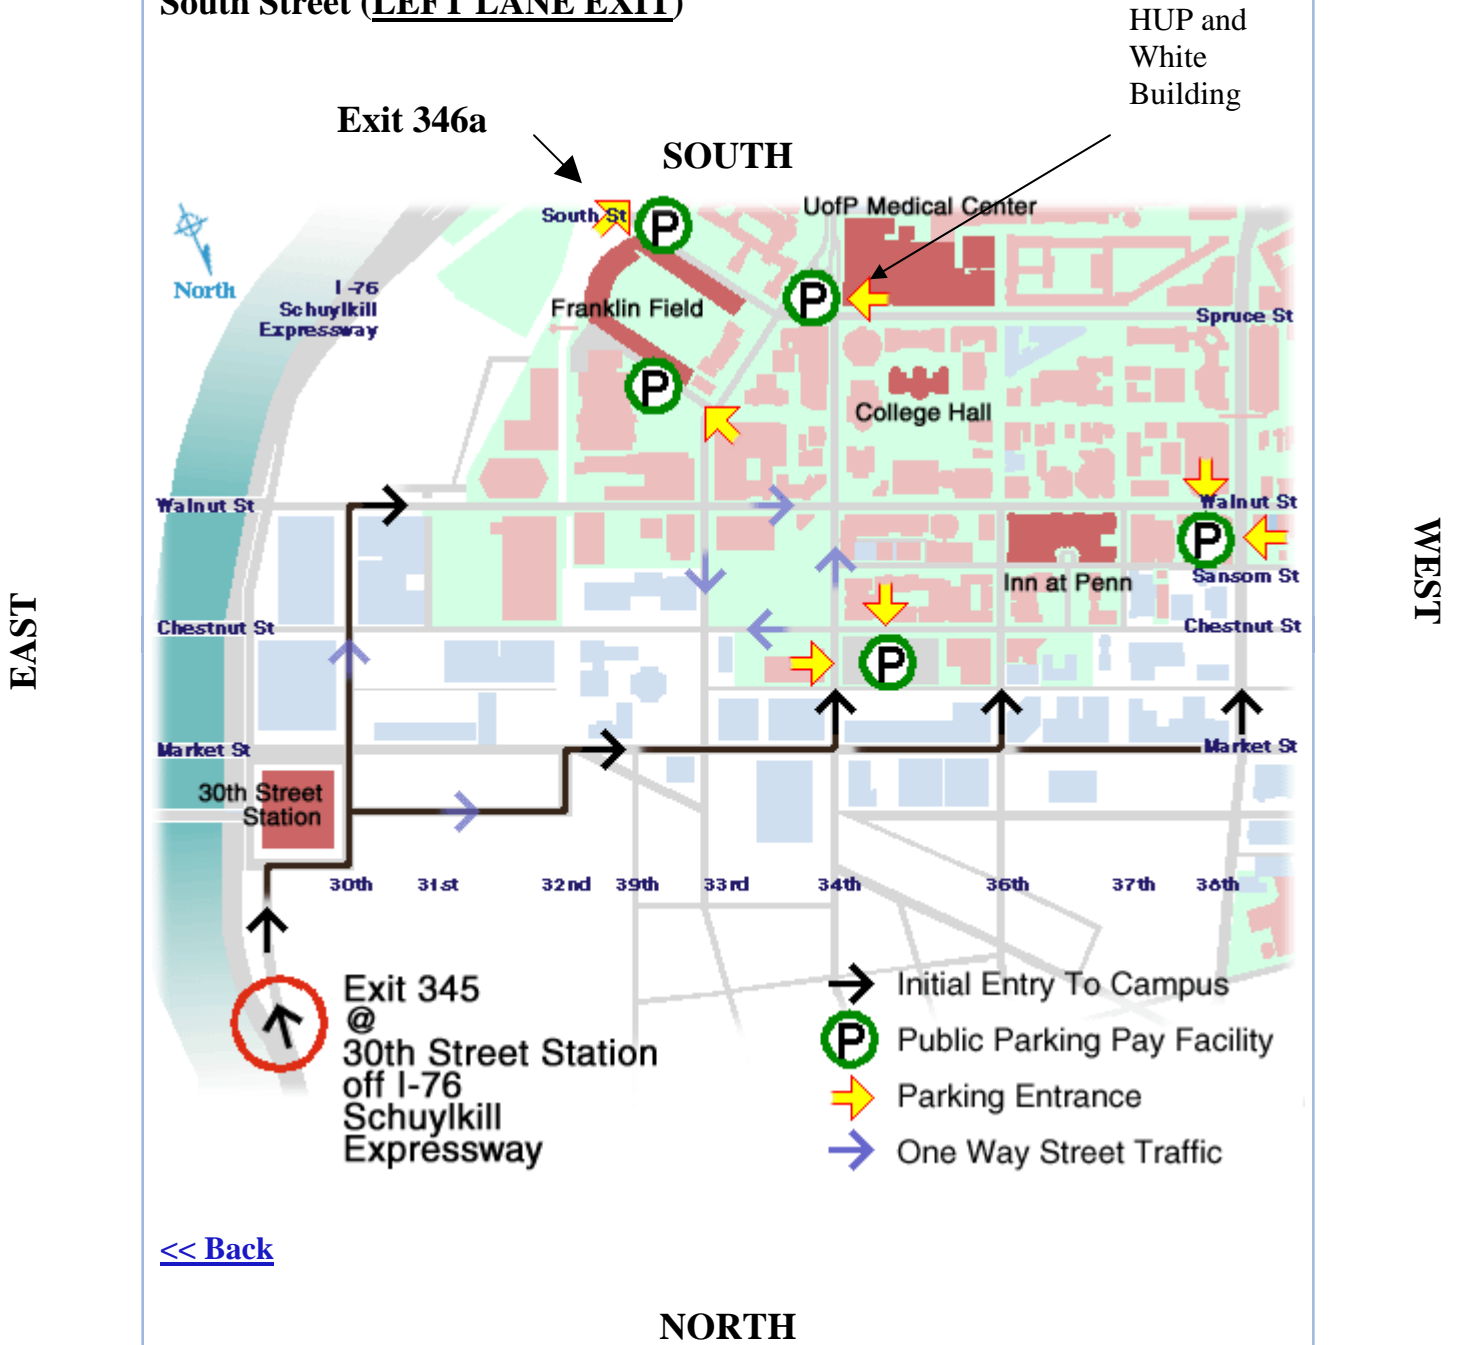 South Street (LEFT LANE EXIT)
HUP and
White
Building
Exit 346a
SOUTH
South St
P
UofP Medical Center
North
I -76
Schuylkill
Expressway
P
Franklin Field
Spruce St
P
College Hall
Walnut St
Walnut St
P
Inn at Penn
Sansom St
EAST
WEST
Chestnut St
Chestnut St
P
Market St
Market St
30th Street
Station
30th
31st
32nd
39th
33rd
34th
36th
37th
38th
Exit 345
@
30th Street Station
off I-76
Schuylkill
Expressway
Initial Entry To Campus
P
Public Parking Pay Facility
Parking Entrance
One Way Street Traffic
<< Back
NORTH